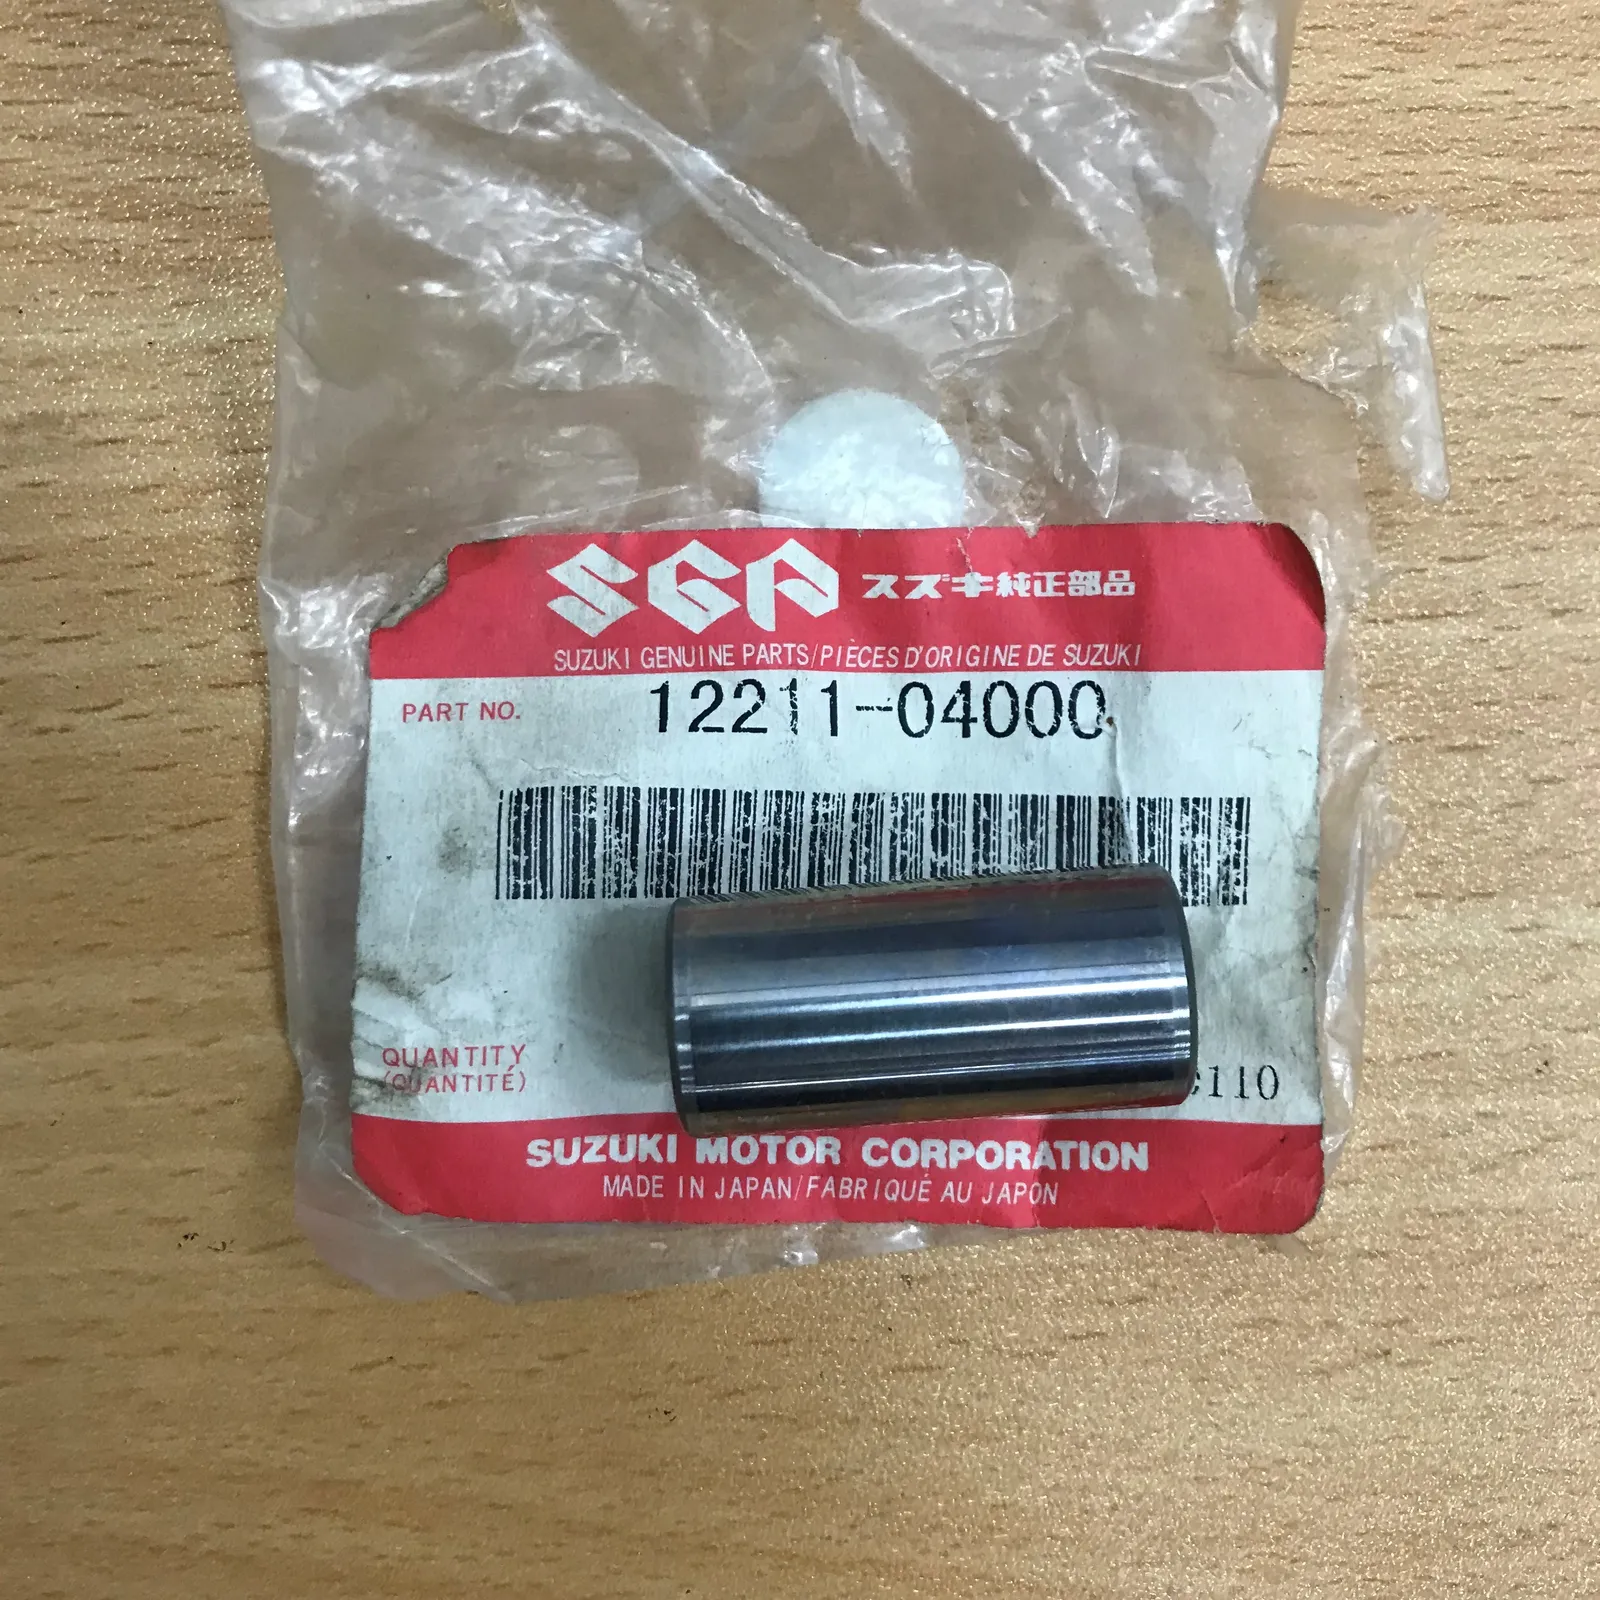 SGP スズキ純正部品
SUZUKI GENUINE PARTS/PIÈCES D'ORIGINE DE SUZUKI
PART NO. 12211-04000
QUANTITY
(QUANTITÉ)
110
SUZUKI MOTOR CORPORATION
MADE IN JAPAN/FABRIQUÉ AU JAPON